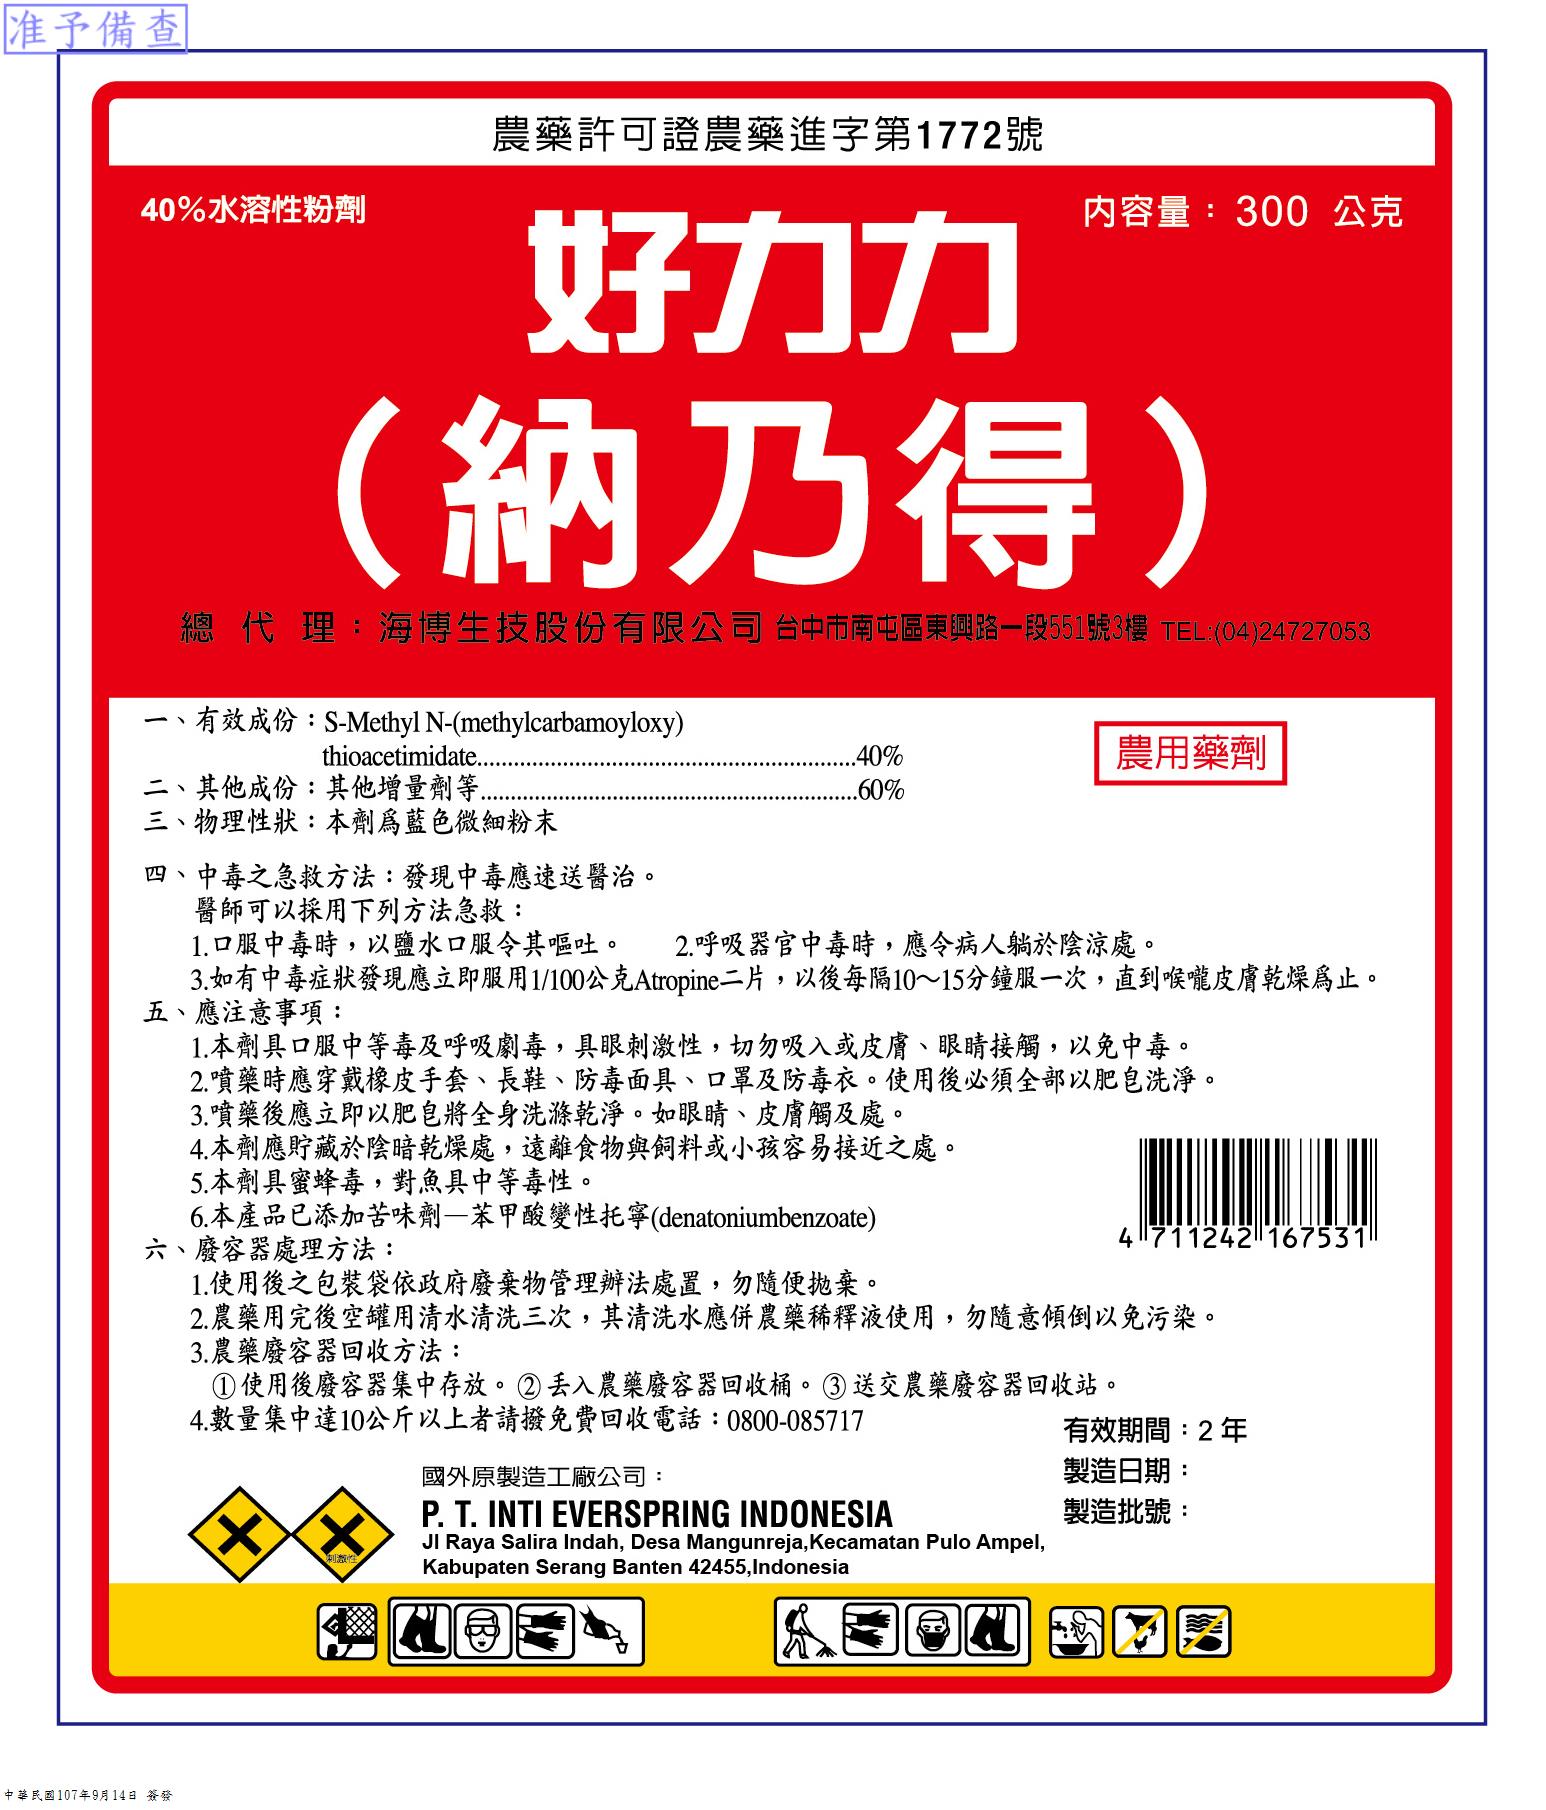 准予備查
農藥許可證農藥進字第1772號
40%水溶性粉劑
內容量：300 公克
好力力
（納乃得）
總代理：海博生技股份有限公司 台中市南屯區東興路一段551號3樓 TEL:(04)24727053
一、有效成份：S-Methyl N-(methylcarbamoyloxy)
thioacetimidate......................................................40%
農用藥劑
二、其他成份：其他增量劑等......................................................60%
三、物理性狀：本劑爲藍色微細粉末
四、中毒之急救方法：發現中毒應速送醫治。
醫師可以採用下列方法急救：
1.口服中毒時，以鹽水口服令其嘔吐。 2.呼吸器官中毒時，應令病人躺於陰涼處。
3.如有中毒症狀發現應立即服用1/100公克Atropine二片，以後每隔10～15分鐘服一次，直到喉嚨皮膚乾燥爲止。
五、應注意事項：
1.本劑具口服中等毒及呼吸劇毒，具眼刺激性，切勿吸入或皮膚、眼睛接觸，以免中毒。
2.噴藥時應穿戴橡皮手套、長鞋、防毒面具、口罩及防毒衣。使用後必須全部以肥皂洗淨。
3.噴藥後應立即以肥皂將全身洗滌乾淨。如眼睛、皮膚觸及處。
4.本劑應貯藏於陰暗乾燥處，遠離食物與飼料或小孩容易接近之處。
5.本劑具蜜蜂毒，對魚具中等毒性。
6.本產品已添加苦味劑—苯甲酸變性托寧(denatoniumbenzoate)
4 711242 167531
六、廢容器處理方法：
1.使用後之包裝袋依政府廢棄物管理辦法處置，勿隨便拋棄。
2.農藥用完後空罐用清水清洗三次，其清洗水應併農藥稀釋液使用，勿隨意傾倒以免污染。
3.農藥廢容器回收方法：
①使用後廢容器集中存放。②丟入農藥廢容器回收桶。③送交農藥廢容器回收站。
4.數量集中達10公斤以上者請撥免費回收電話：0800-085717
有效期間：2 年
製造日期：
製造批號：
國外原製造工廠公司：
P. T. INTI EVERSPRING INDONESIA
Jl Raya Salira Indah, Desa Mangunreja,Kecamatan Pulo Ampel,
Kabupaten Serang Banten 42455,Indonesia
刺激性
中華民國107年9月14日 簽發